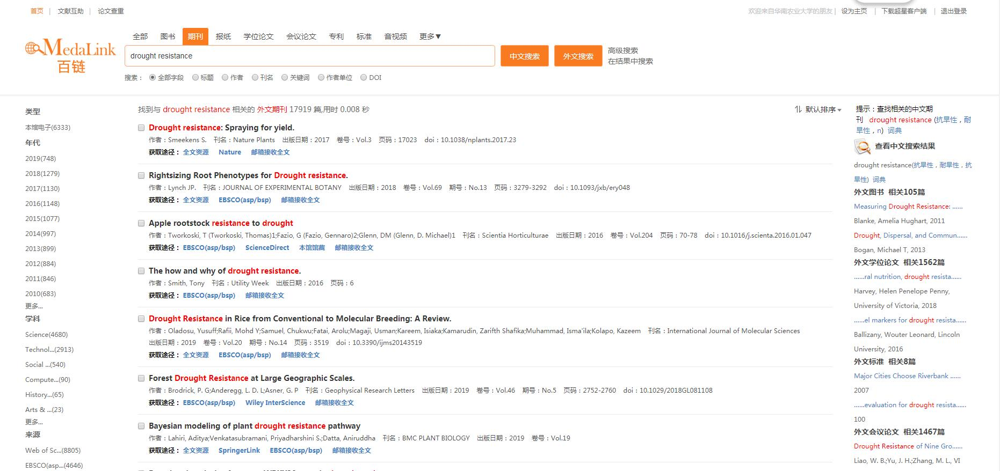 首页 | 文献互助 | 论文查重
欢迎来自华南农业大学的朋友 | 设为主页 | 下载超星客户端 | 退出登录
MedaLink
百链
全部 图书 期刊 报纸 学位论文 会议论文 专利 标准 音视频 更多▼
drought resistance
中文搜索 外文搜索
高级搜索
在结果中搜索
搜索： 全部字段 标题 作者 刊名 关键词 作者单位 DOI
类型
本馆电子(6333)
年代
2019(748)
2018(1279)
2017(1130)
2016(1148)
2015(1077)
2014(997)
2013(899)
2012(884)
2011(846)
2010(683)
更多...
学科
Science(4680)
Technol...(2913)
Social ...(540)
Compute...(90)
History...(65)
Arts & ...(23)
更多...
来源
Web of Sc...(8805)
EBSCO(asp...(4646)
找到与 drought resistance 相关的 外文期刊 17919 篇,用时 0.008 秒
默认排序
Drought resistance: Spraying for yield.
作者：Smeekens S. 刊名：Nature Plants 出版日期：2017 卷号：Vol.3 页码：17023 doi：10.1038/nplants.2017.23
获取途径： 全文资源 Nature 邮箱接收全文
Rightsizing Root Phenotypes for Drought resistance.
作者：Lynch JP. 刊名：JOURNAL OF EXPERIMENTAL BOTANY 出版日期：2018 卷号：Vol.69 期号：No.13 页码：3279-3292 doi：10.1093/jxb/ery048
获取途径： 全文资源 EBSCO(asp/bsp) 邮箱接收全文
Apple rootstock resistance to drought
作者：Tworkoski, T (Tworkoski, Thomas)1;Fazio, G (Fazio, Gennaro)2;Glenn, DM (Glenn, D. Michael)1 刊名：Scientia Horticulturae 出版日期：2016 卷号：Vol.204 页码：70-78 doi：10.1016/j.scienta.2016.01.047
获取途径： EBSCO(asp/bsp) ScienceDirect 本馆馆藏 邮箱接收全文
The how and why of drought resistance.
作者：Smith, Tony 刊名：Utility Week 出版日期：2016 页码：6
获取途径： EBSCO(asp/bsp) 邮箱接收全文
Drought Resistance in Rice from Conventional to Molecular Breeding: A Review.
作者：Oladosu, Yusuff;Rafii, Mohd Y;Samuel, Chukwu;Fatai, Arolu;Magaji, Usman;Kareem, Isiaka;Kamarudin, Zarifth Shafika;Muhammad, Isma'ila;Kolapo, Kazeem 刊名：International Journal of Molecular Sciences
出版日期：2019 卷号：Vol.20 期号：No.14 页码：3519 doi：10.3390/ijms20143519
获取途径： 全文资源 EBSCO(asp/bsp) 邮箱接收全文
Forest Drought Resistance at Large Geographic Scales.
作者：Brodrick, P. G;Anderegg, L. D. L;Asner, G. P 刊名：Geophysical Research Letters 出版日期：2019 卷号：Vol.46 期号：No.5 页码：2752-2760 doi：10.1029/2018GL081108
获取途径： EBSCO(asp/bsp) Wiley InterScience 邮箱接收全文
Bayesian modeling of plant drought resistance pathway
作者：Lahiri, Aditya;Venkatasubramani, Priyadharshini S.;Datta, Aniruddha 刊名：BMC PLANT BIOLOGY 出版日期：2019 卷号：Vol.19
获取途径： 全文资源 SpringerLink EBSCO(asp/bsp) 邮箱接收全文
提示：查找相关的中文期
刊 drought resistance (抗旱性，耐
旱性，n) 词典
查看中文搜索结果
drought resistance(抗旱性，耐旱性，抗
旱性) 词典
外文图书 相关105篇
Measuring Drought Resistance: ......
Blanke, Amelia Hughart, 2011
Drought, Dispersal, and Commun......
Bogan, Michael T, 2013
外文学位论文 相关1562篇
......ral nutrition, drought resista......
Harvey, Helen Penelope Penny,
University of Victoria, 2018
......el markers for drought resista......
Ballizany, Wouter Leonard, Lincoln
University, 2016
外文标准 相关8篇
Major Cities Choose Riverbank ......
2007
......evaluation for drought resista......
100
外文会议论文 相关1467篇
Drought Resistance of Nine Gro......
Liao, W. B.;Yu, J. H.;Zhang, M. L., VI